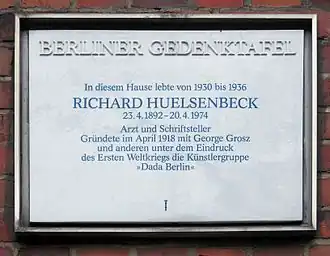 BERLINER GEDENKTAFEL
In diesem Hause lebte von 1930 bis 1936
RICHARD HUELSENBECK
23.4.1892–20.4.1974
Arzt und Schriftsteller
Gründete im April 1918 mit George Grosz
und anderen unter dem Eindruck
des Ersten Weltkriegs die Künstlergruppe
»Dada Berlin«